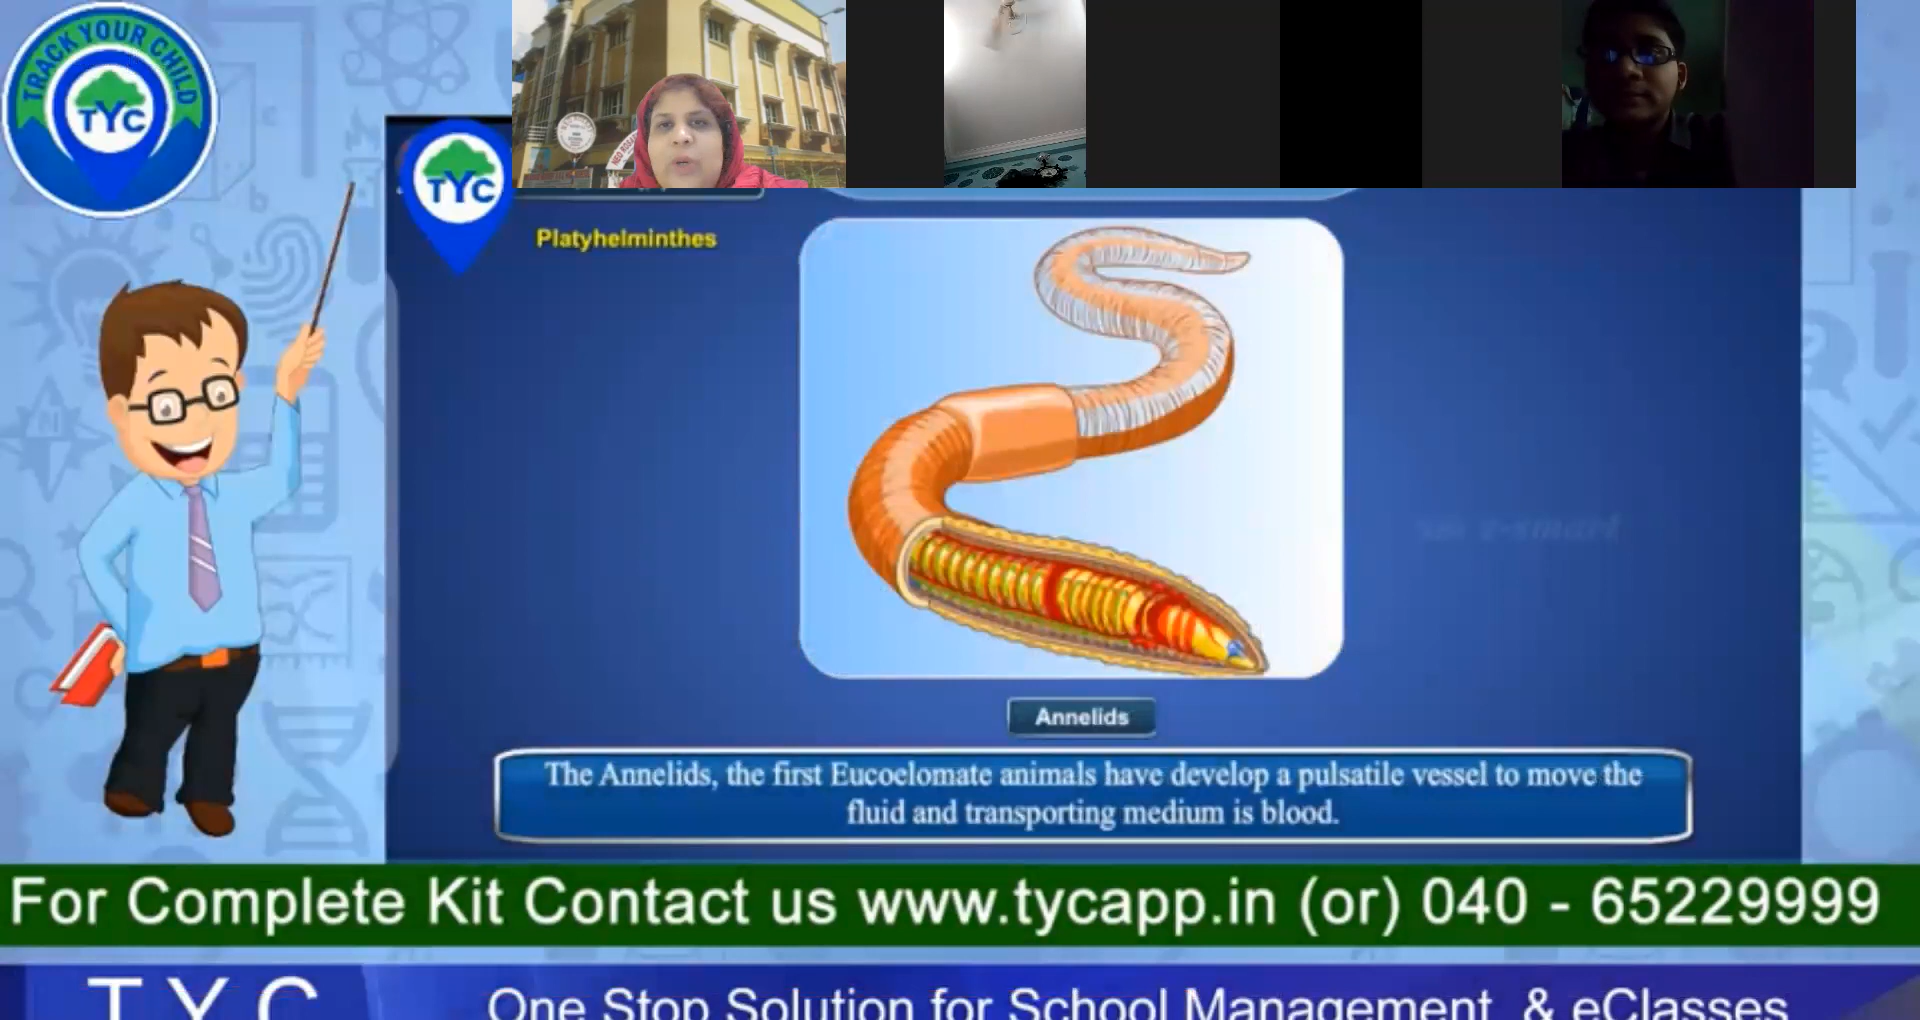 TRACK YOUR CHILD
TYC
TYC
Platyhelminthes
Annelids
The Annelids, the first Eucoelomate animals have develop a pulsatile vessel to move the
fluid and transporting medium is blood.
For Complete Kit Contact us www.tycapp.in (or) 040 - 65229999
TYC
One Stop Solution for School Management & eClasses